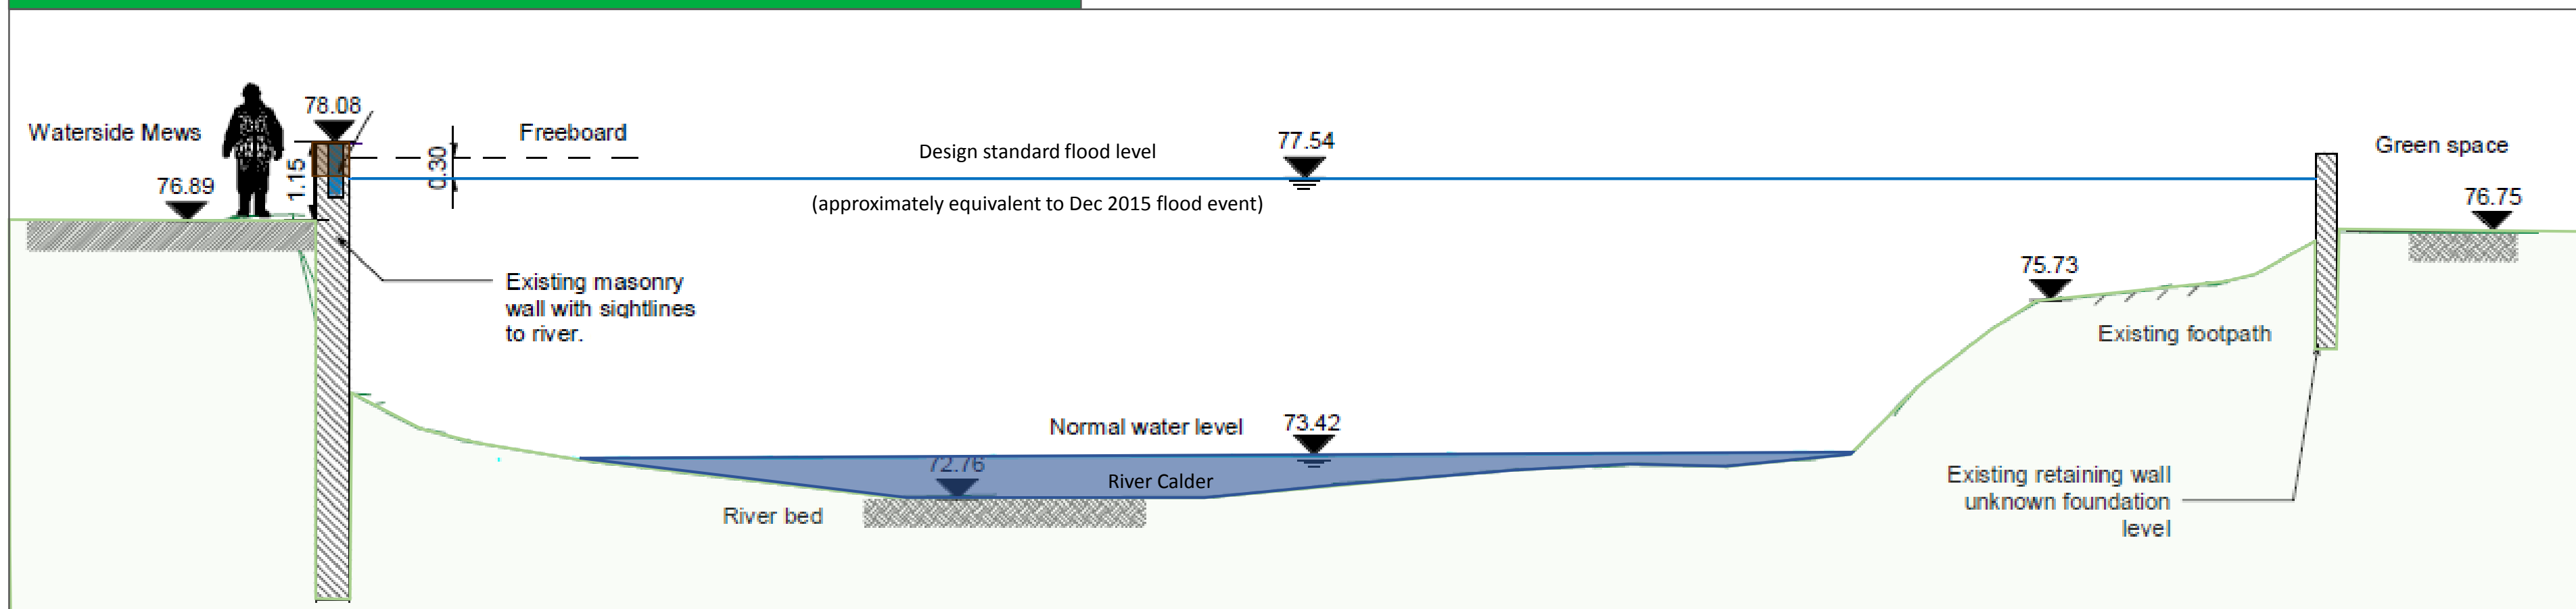 78.08
Waterside Mews
Freeboard
77.54
Design standard flood level
Green space
1.15
0.30
76.89
76.75
(approximately equivalent to Dec 2015 flood event)
75.73
Existing masonry
wall with sightlines
to river.
Existing footpath
Normal water level
73.42
72.76
River Calder
Existing retaining wall
unknown foundation
level
River bed